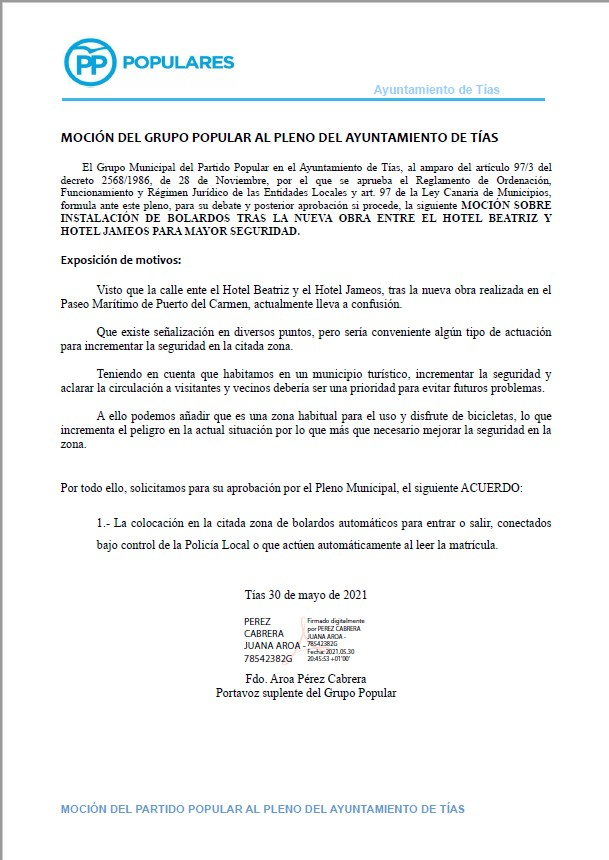 PP POPULARES
Ayuntamiento de Tías
MOCIÓN DEL GRUPO POPULAR AL PLENO DEL AYUNTAMIENTO DE TÍAS
El Grupo Municipal del Partido Popular en el Ayuntamiento de Tías, al amparo del artículo 97/3 del
decreto 2568/1986, de 28 de Noviembre, por el que se aprueba el Reglamento de Ordenación,
Funcionamiento y Régimen Jurídico de las Entidades Locales y art. 97 de la Ley Canaria de Municipios,
formula ante este pleno, para su debate y posterior aprobación si procede, la siguiente MOCIÓN SOBRE
INSTALACIÓN DE BOLARDOS TRAS LA NUEVA OBRA ENTRE EL HOTEL BEATRIZ Y
HOTEL JAMEOS PARA MAYOR SEGURIDAD.
Exposición de motivos:
Visto que la calle ente el Hotel Beatriz y el Hotel Jameos, tras la nueva obra realizada en el
Paseo Marítimo de Puerto del Carmen, actualmente lleva a confusión.
Que existe señalización en diversos puntos, pero sería conveniente algún tipo de actuación
para incrementar la seguridad en la citada zona.
Teniendo en cuenta que habitamos en un municipio turístico, incrementar la seguridad y
aclarar la circulación a visitantes y vecinos debería ser una prioridad para evitar futuros problemas.
A ello podemos añadir que es una zona habitual para el uso y disfrute de bicicletas, lo que
incrementa el peligro en la actual situación por lo que más que necesario mejorar la seguridad en la
zona.
Por todo ello, solicitamos para su aprobación por el Pleno Municipal, el siguiente ACUERDO:
1.- La colocación en la citada zona de bolardos automáticos para entrar o salir, conectados
bajo control de la Policía Local o que actúen automáticamente al leer la matrícula.
Tías 30 de mayo de 2021
PEREZ
CABRERA
JUANA AROA -
78542382G
Firmado digitalmente
por PEREZ CABRERA
JUANA AROA -
78542382G
Fecha: 2021.05.30
20:45:53 +01'00'
Fdo. Aroa Pérez Cabrera
Portavoz suplente del Grupo Popular
MOCIÓN DEL PARTIDO POPULAR AL PLENO DEL AYUNTAMIENTO DE TÍAS